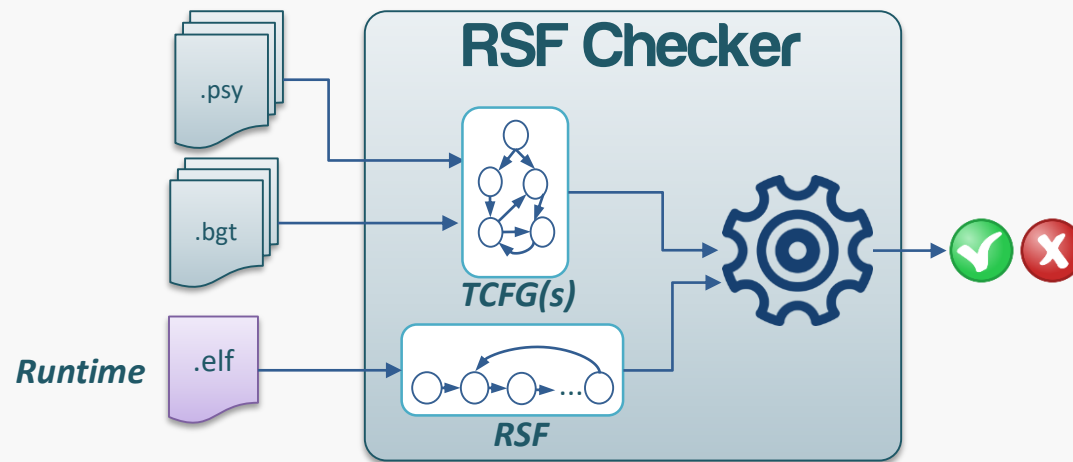 RSF Checker
.psy
.bgt
TCFG(s)
Runtime
.elf
...
RSF